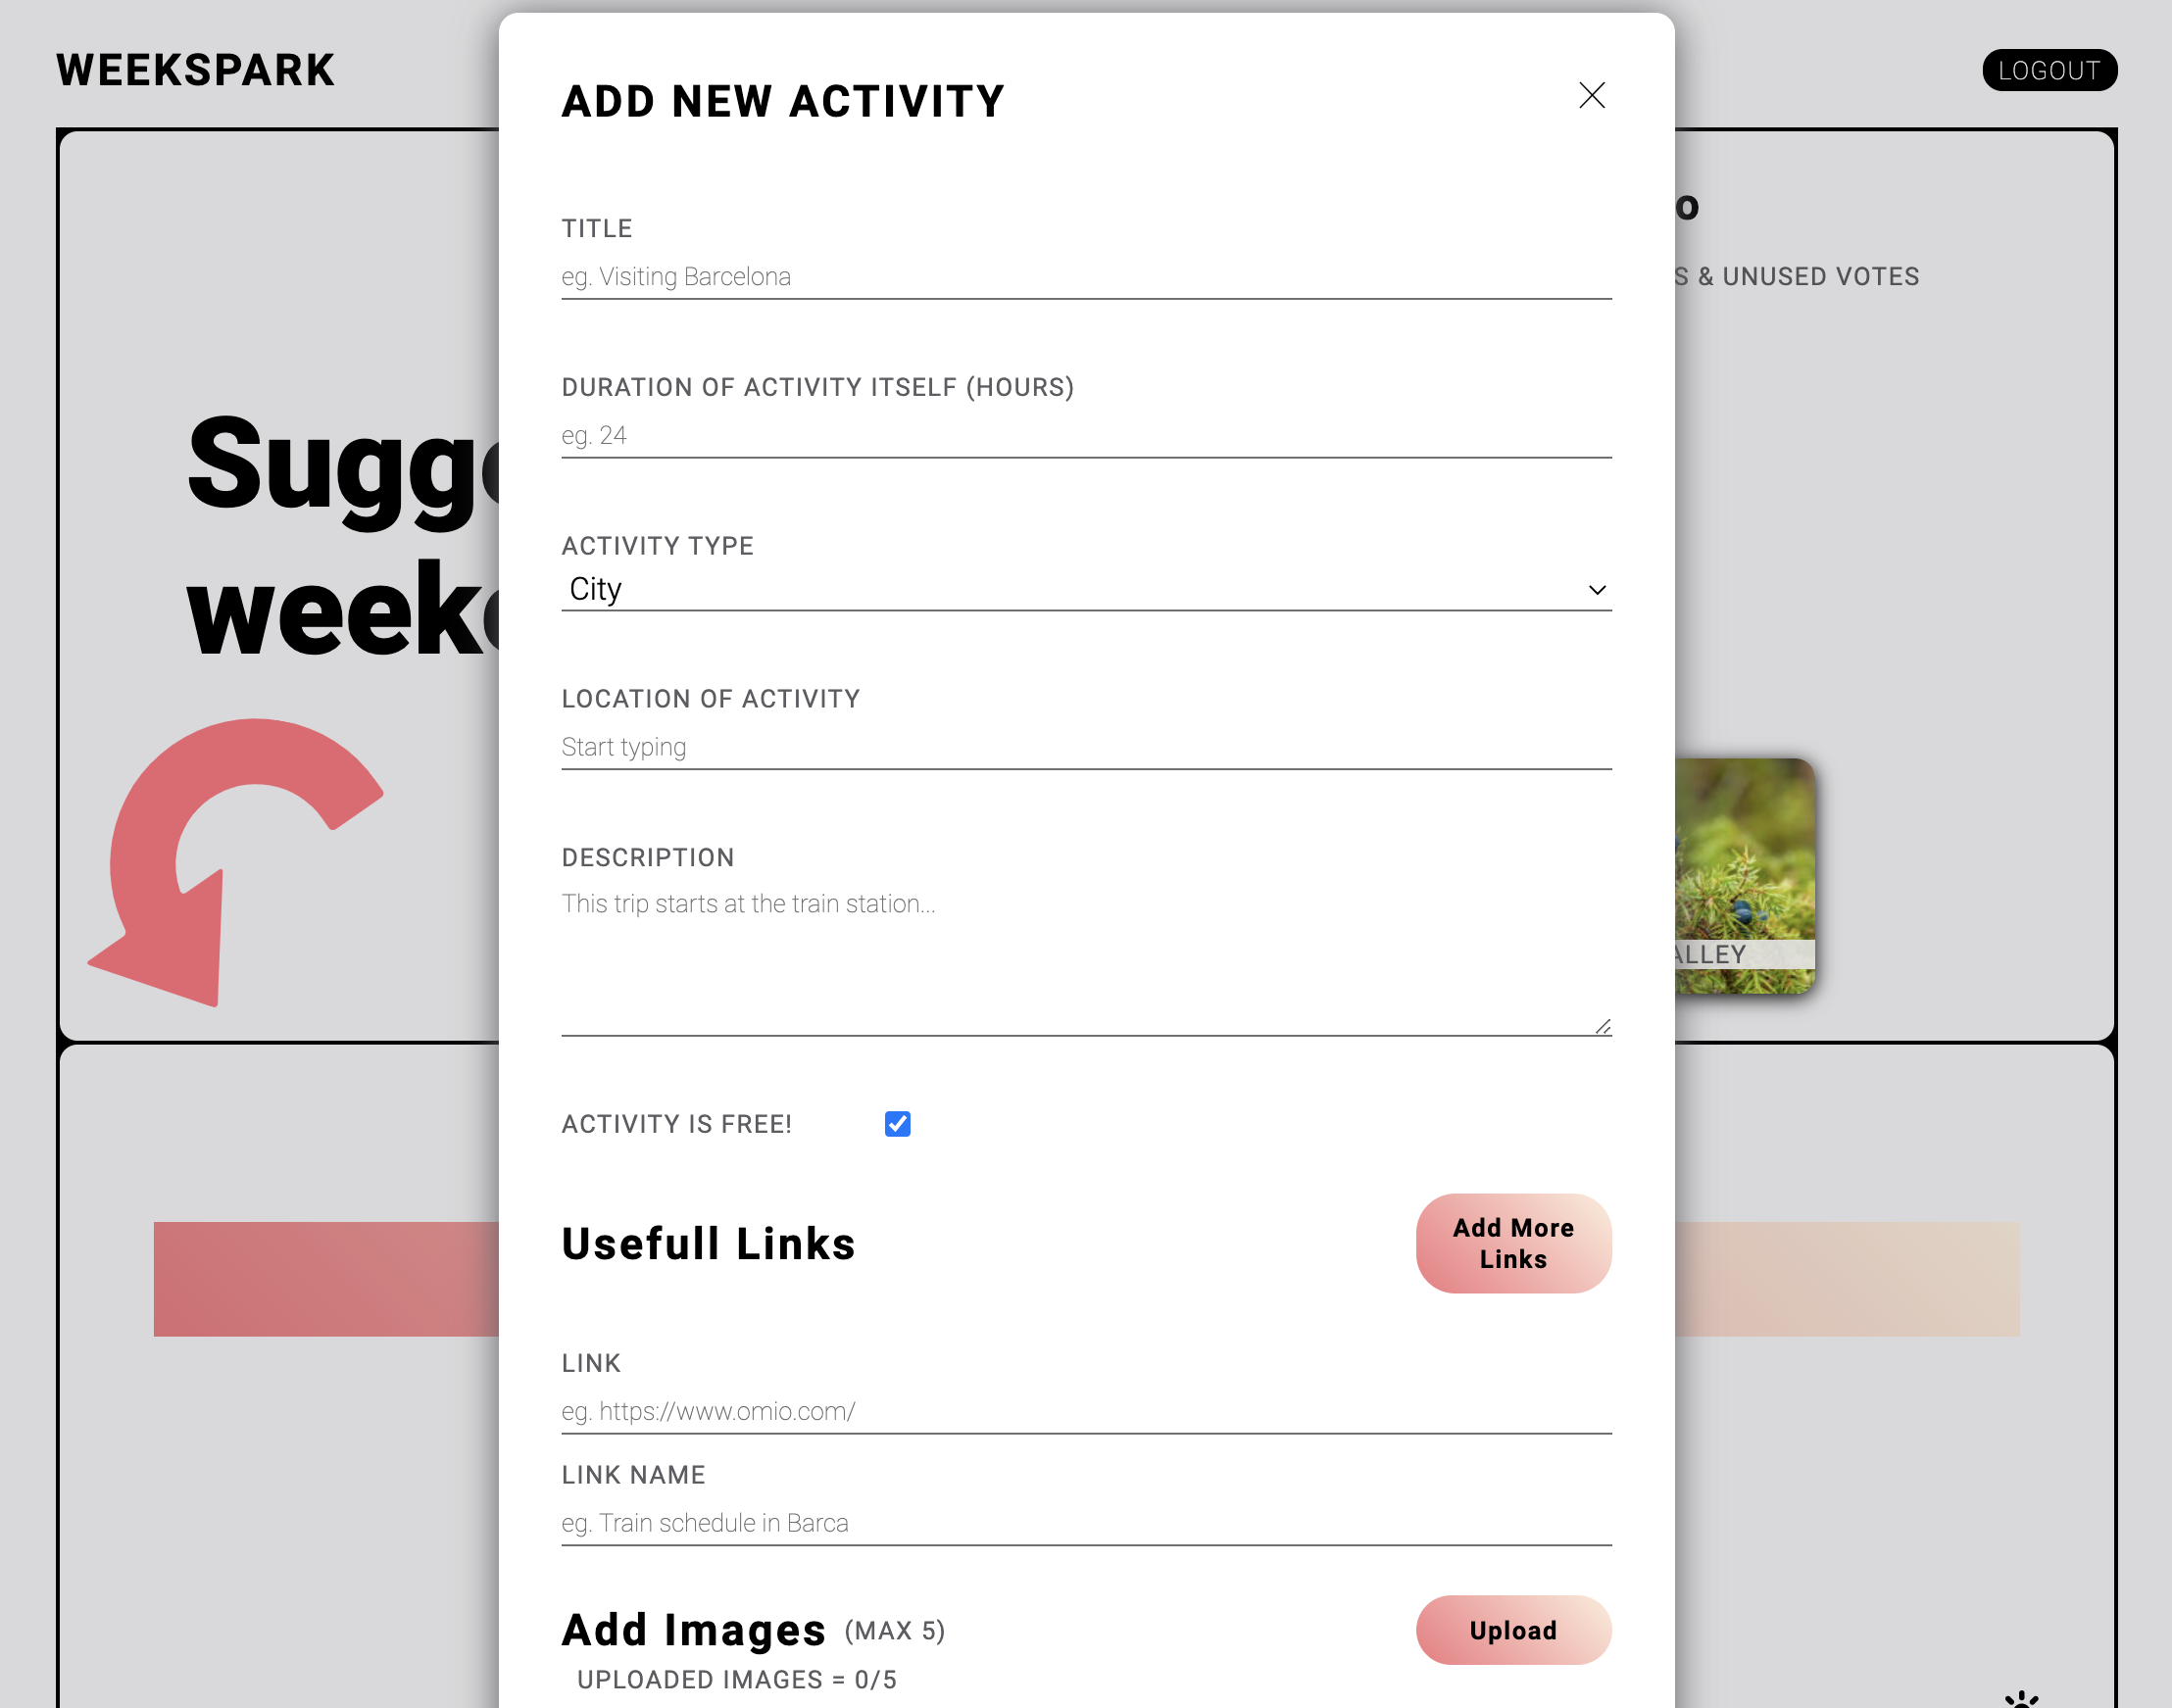 WEEKSPARK
LOGOUT
ADD NEW ACTIVITY
TITLE
eg. Visiting Barcelona
& UNUSED VOTES
DURATION OF ACTIVITY ITSELF (HOURS)
eg. 24
ACTIVITY TYPE
City
LOCATION OF ACTIVITY
Start typing
DESCRIPTION
This trip starts at the train station...
ACTIVITY IS FREE!
Usefull Links
Add More
Links
LINK
eg. https://www.omio.com/
LINK NAME
eg. Train schedule in Barca
Add Images (MAX 5)
Upload
UPLOADED IMAGES = 0/5